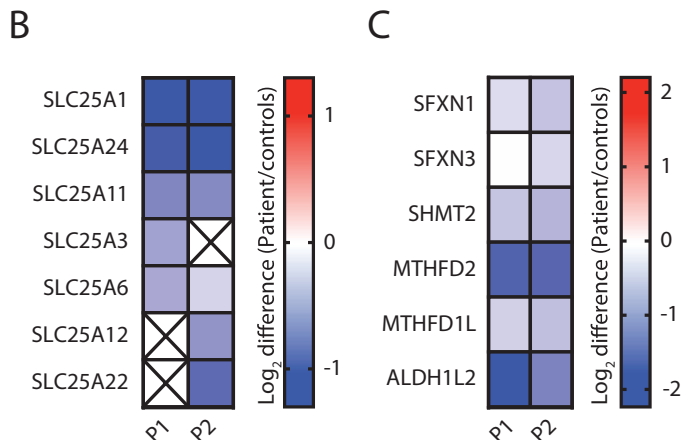 B
SLC25A1
SLC25A24
SLC25A11
SLC25A3
SLC25A6
SLC25A12
SLC25A22
P1 P2
1
0
-1
Log2 difference (Patient/controls)
C
SFXN1
SFXN3
SHMT2
MTHFD2
MTHFD1L
ALDH1L2
P1 P2
2
1
0
-1
-2
Log2 difference (Patient/controls)